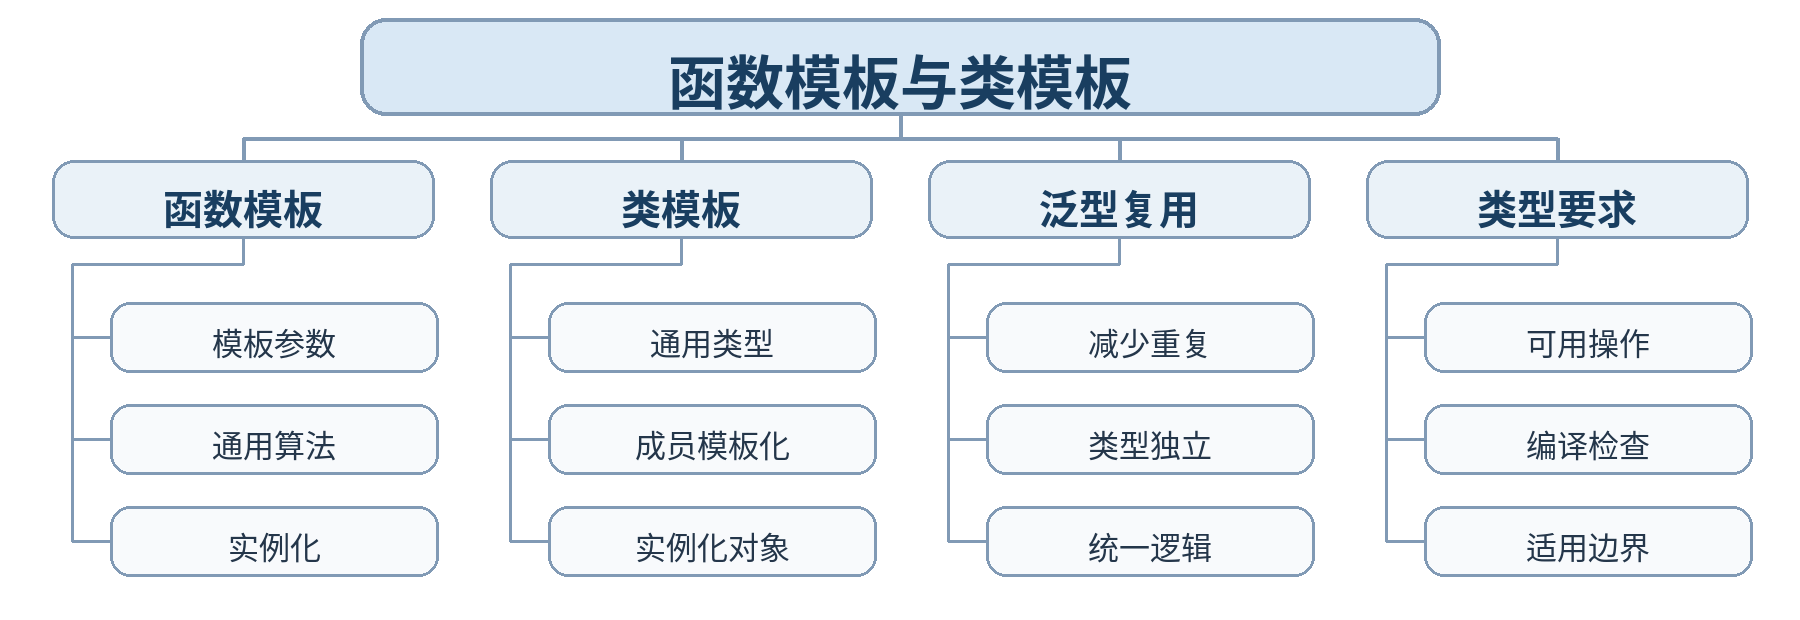 函数模板与类模板
函数模板
类模板
泛型复用
类型要求
模板参数
通用类型
减少重复
可用操作
通用算法
成员模板化
类型独立
编译检查
实例化
实例化对象
统一逻辑
适用边界